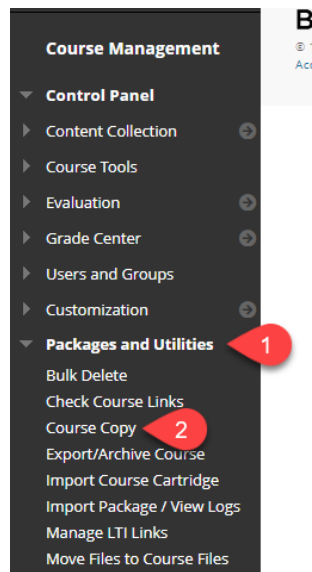 Course Management
Control Panel
Content Collection
Course Tools
Evaluation
Grade Center
Users and Groups
Customization
Packages and Utilities
1
Bulk Delete
Check Course Links
Course Copy
2
Export/Archive Course
Import Course Cartridge
Import Package / View Logs
Manage LTI Links
Move Files to Course Files
B
©